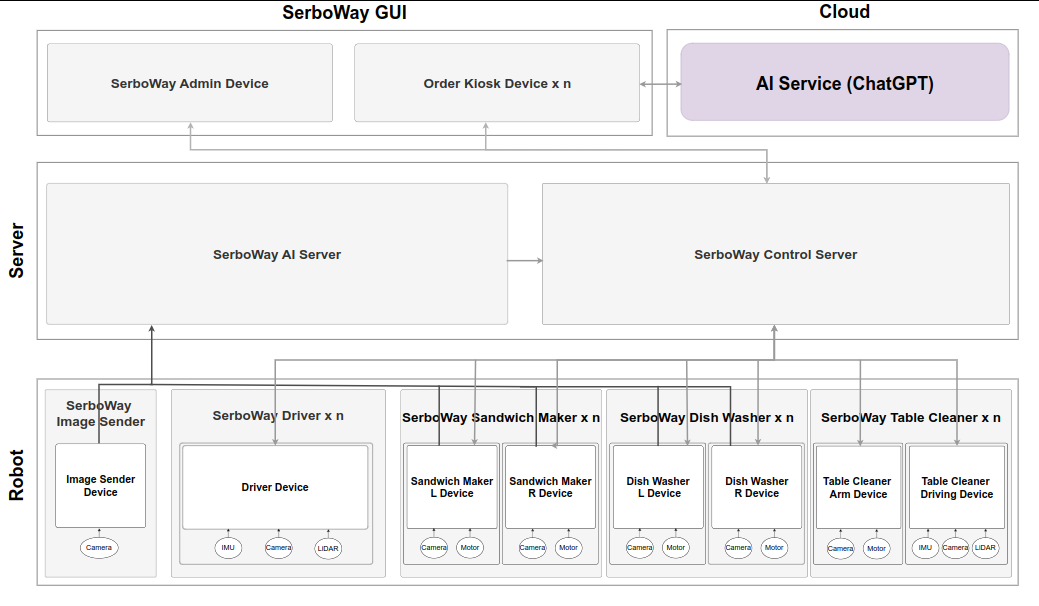 SerboWay GUI
Cloud
SerboWay Admin Device
Order Kiosk Device x n
AI Service (ChatGPT)
Server
SerboWay AI Server
SerboWay Control Server
Robot
SerboWay
Image Sender
SerboWay Driver x n
SerboWay Sandwich Maker x n
SerboWay Dish Washer x n
SerboWay Table Cleaner x n
Image Sender
Device
Driver Device
Sandwich Maker
L Device
Sandwich Maker
R Device
Dish Washer
L Device
Dish Washer
R Device
Table Cleaner
Arm Device
Table Cleaner
Driving Device
Camera
IMU
Camera
LiDAR
Camera
Motor
Camera
Motor
Camera
Motor
Camera
Motor
Camera
Motor
IMU
Camera
LiDAR